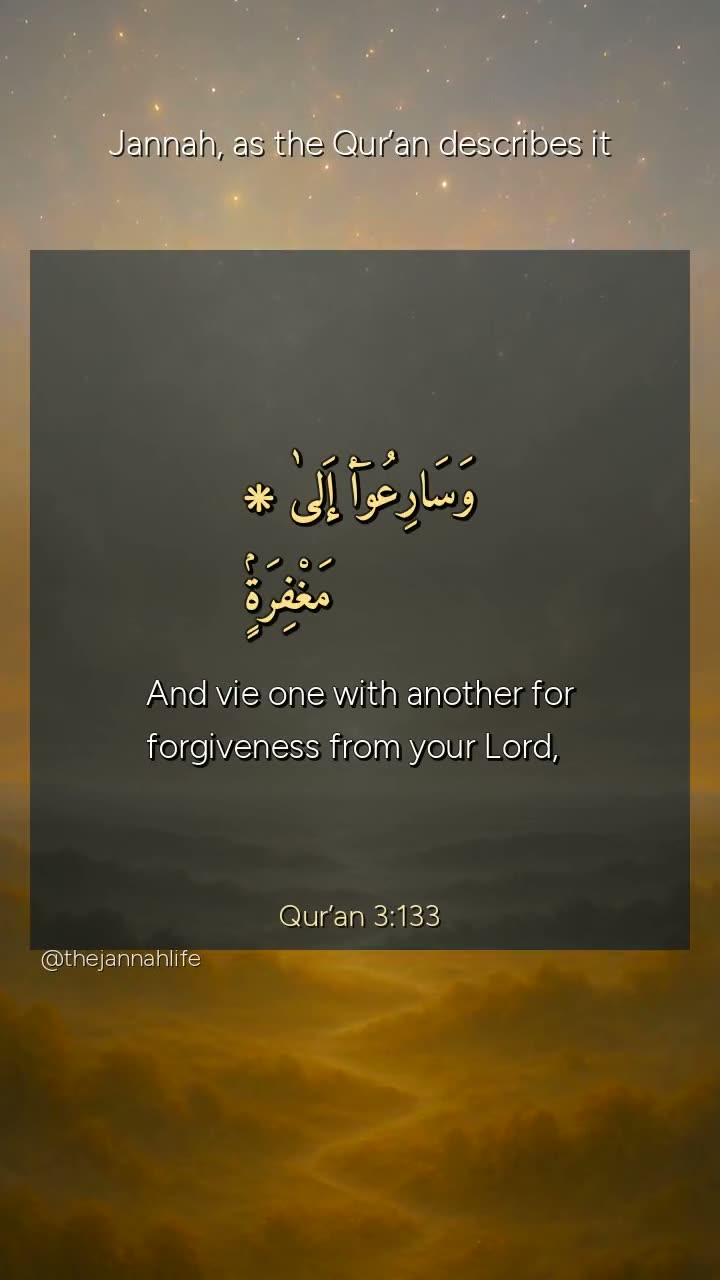 Jannah, as the Qur’an describes it
وَسَارِعُوٓا۟ إِلَىٰ *
مَغْفِرَةٍۢ
And vie one with another for
forgiveness from your Lord,
Qur’an 3:133
@thejannahlife